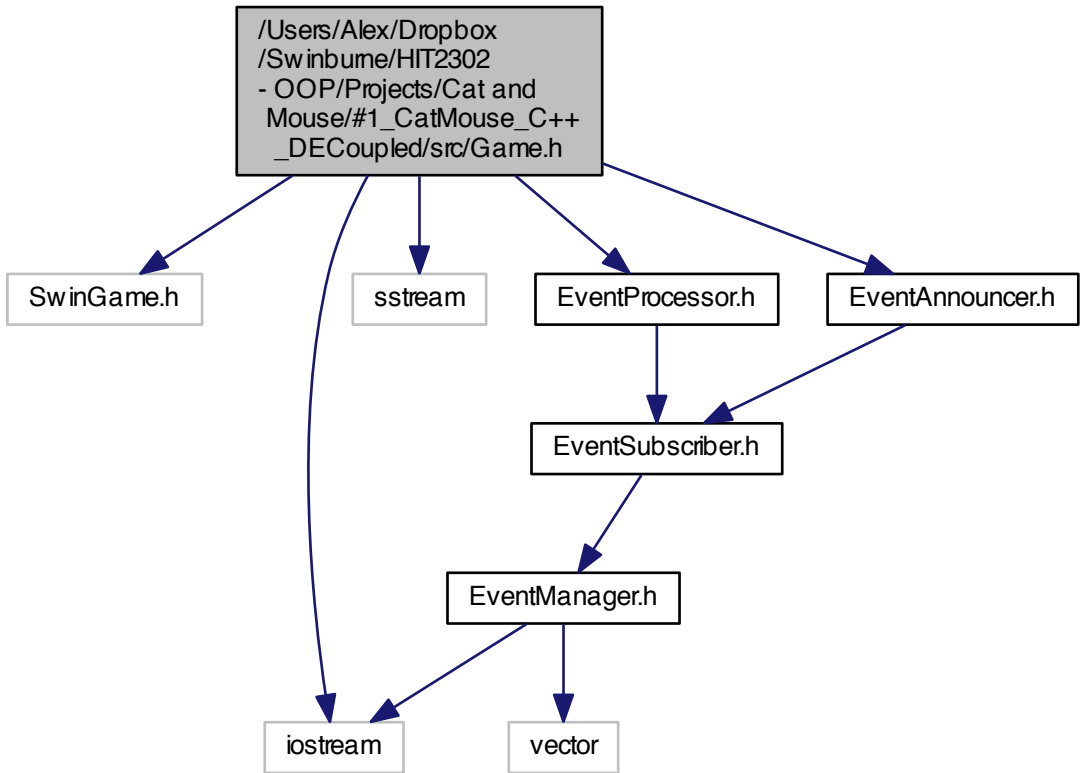 /Users/Alex/Dropbox
/Swinburne/HIT2302
- OOP/Projects/Cat and
Mouse/#1_CatMouse_C++
_DECoupled/src/Game.h
SwinGame.h
sstream
EventProcessor.h
EventAnnouncer.h
EventSubscriber.h
EventManager.h
iostream
vector